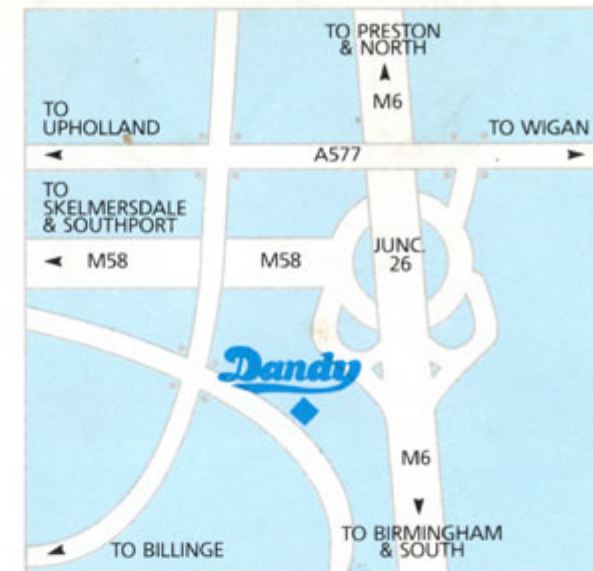 TO PRESTON
& NORTH
M6
TO
UPHOLLAND
TO WIGAN
A577
TO
SKELMERSDALE
& SOUTHPORT
M58
M58
JUNC.
26
Dandy
M6
TO BIRMINGHAM
& SOUTH
TO BILLINGE